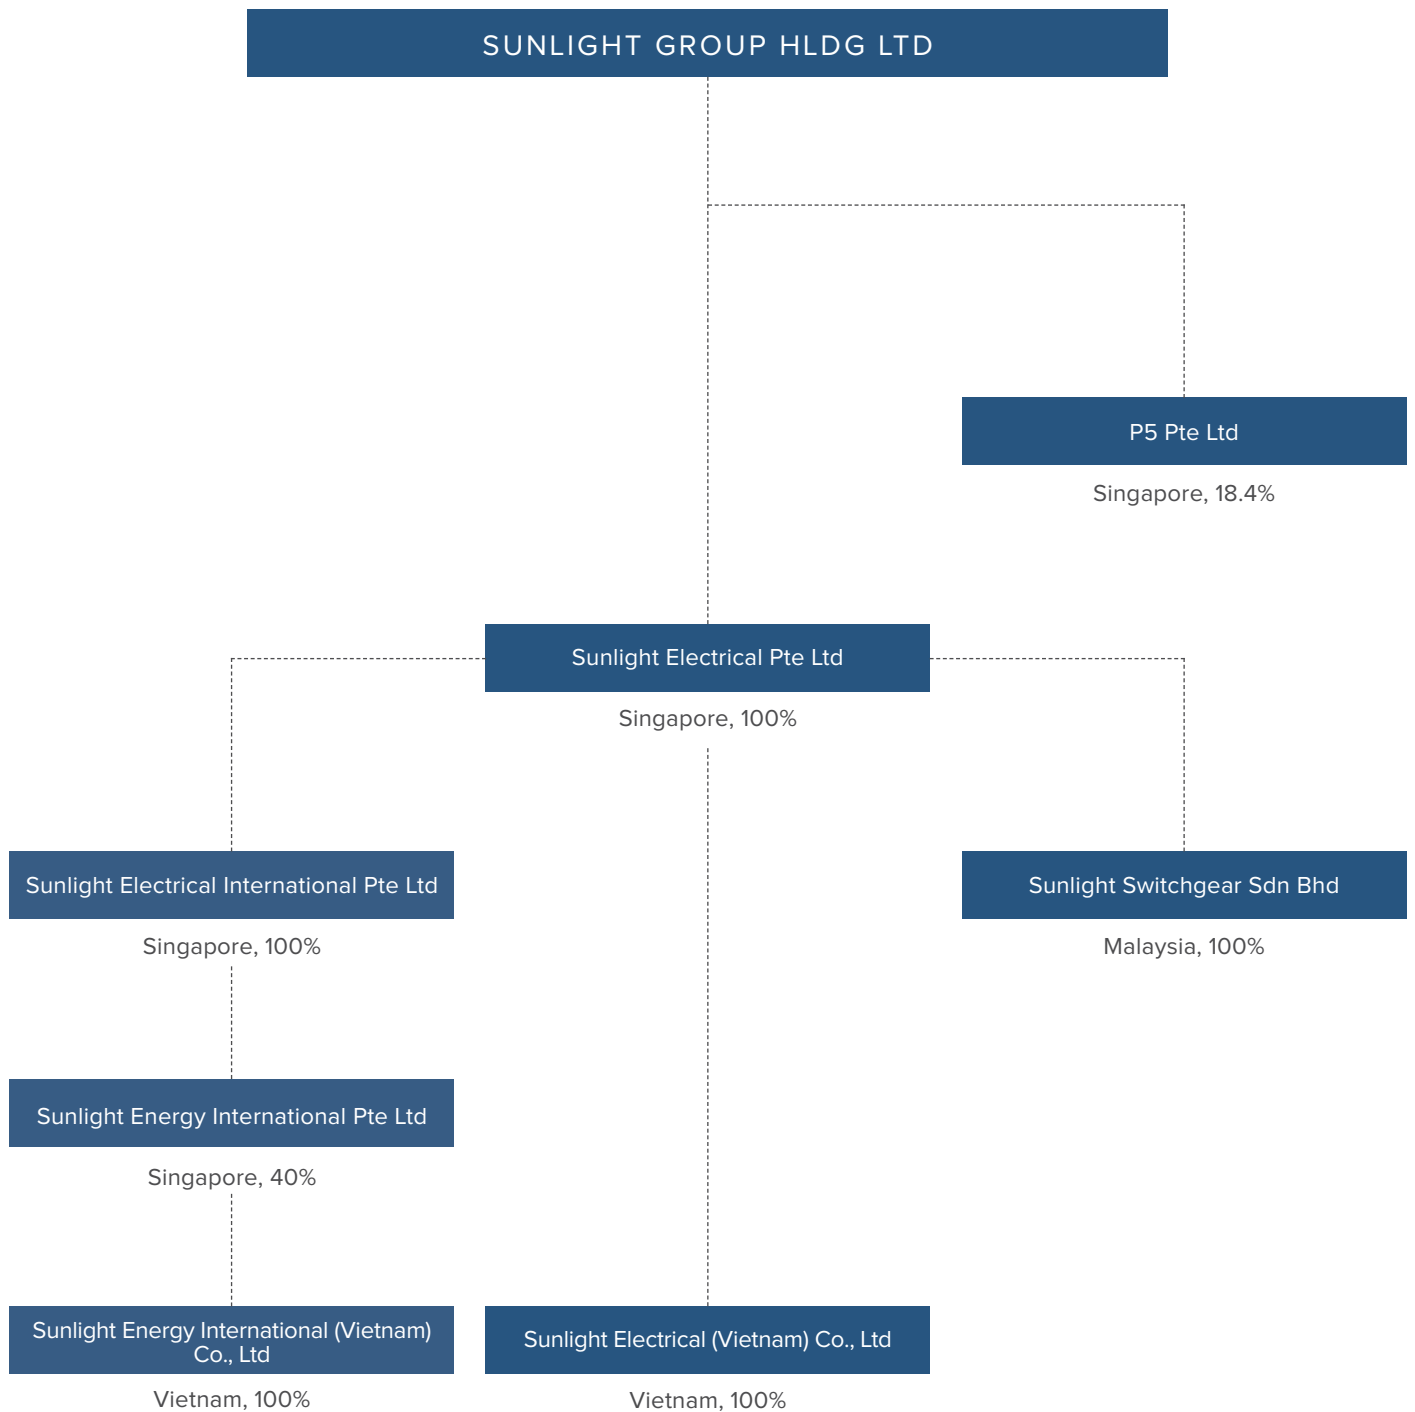 SUNLIGHT GROUP HLDG LTD
P5 Pte Ltd
Singapore, 18.4%
Sunlight Electrical Pte Ltd
Singapore, 100%
Sunlight Electrical International Pte Ltd
Singapore, 100%
Sunlight Switchgear Sdn Bhd
Malaysia, 100%
Sunlight Energy International Pte Ltd
Singapore, 40%
Sunlight Energy International (Vietnam)
Co., Ltd
Vietnam, 100%
Sunlight Electrical (Vietnam) Co., Ltd
Vietnam, 100%